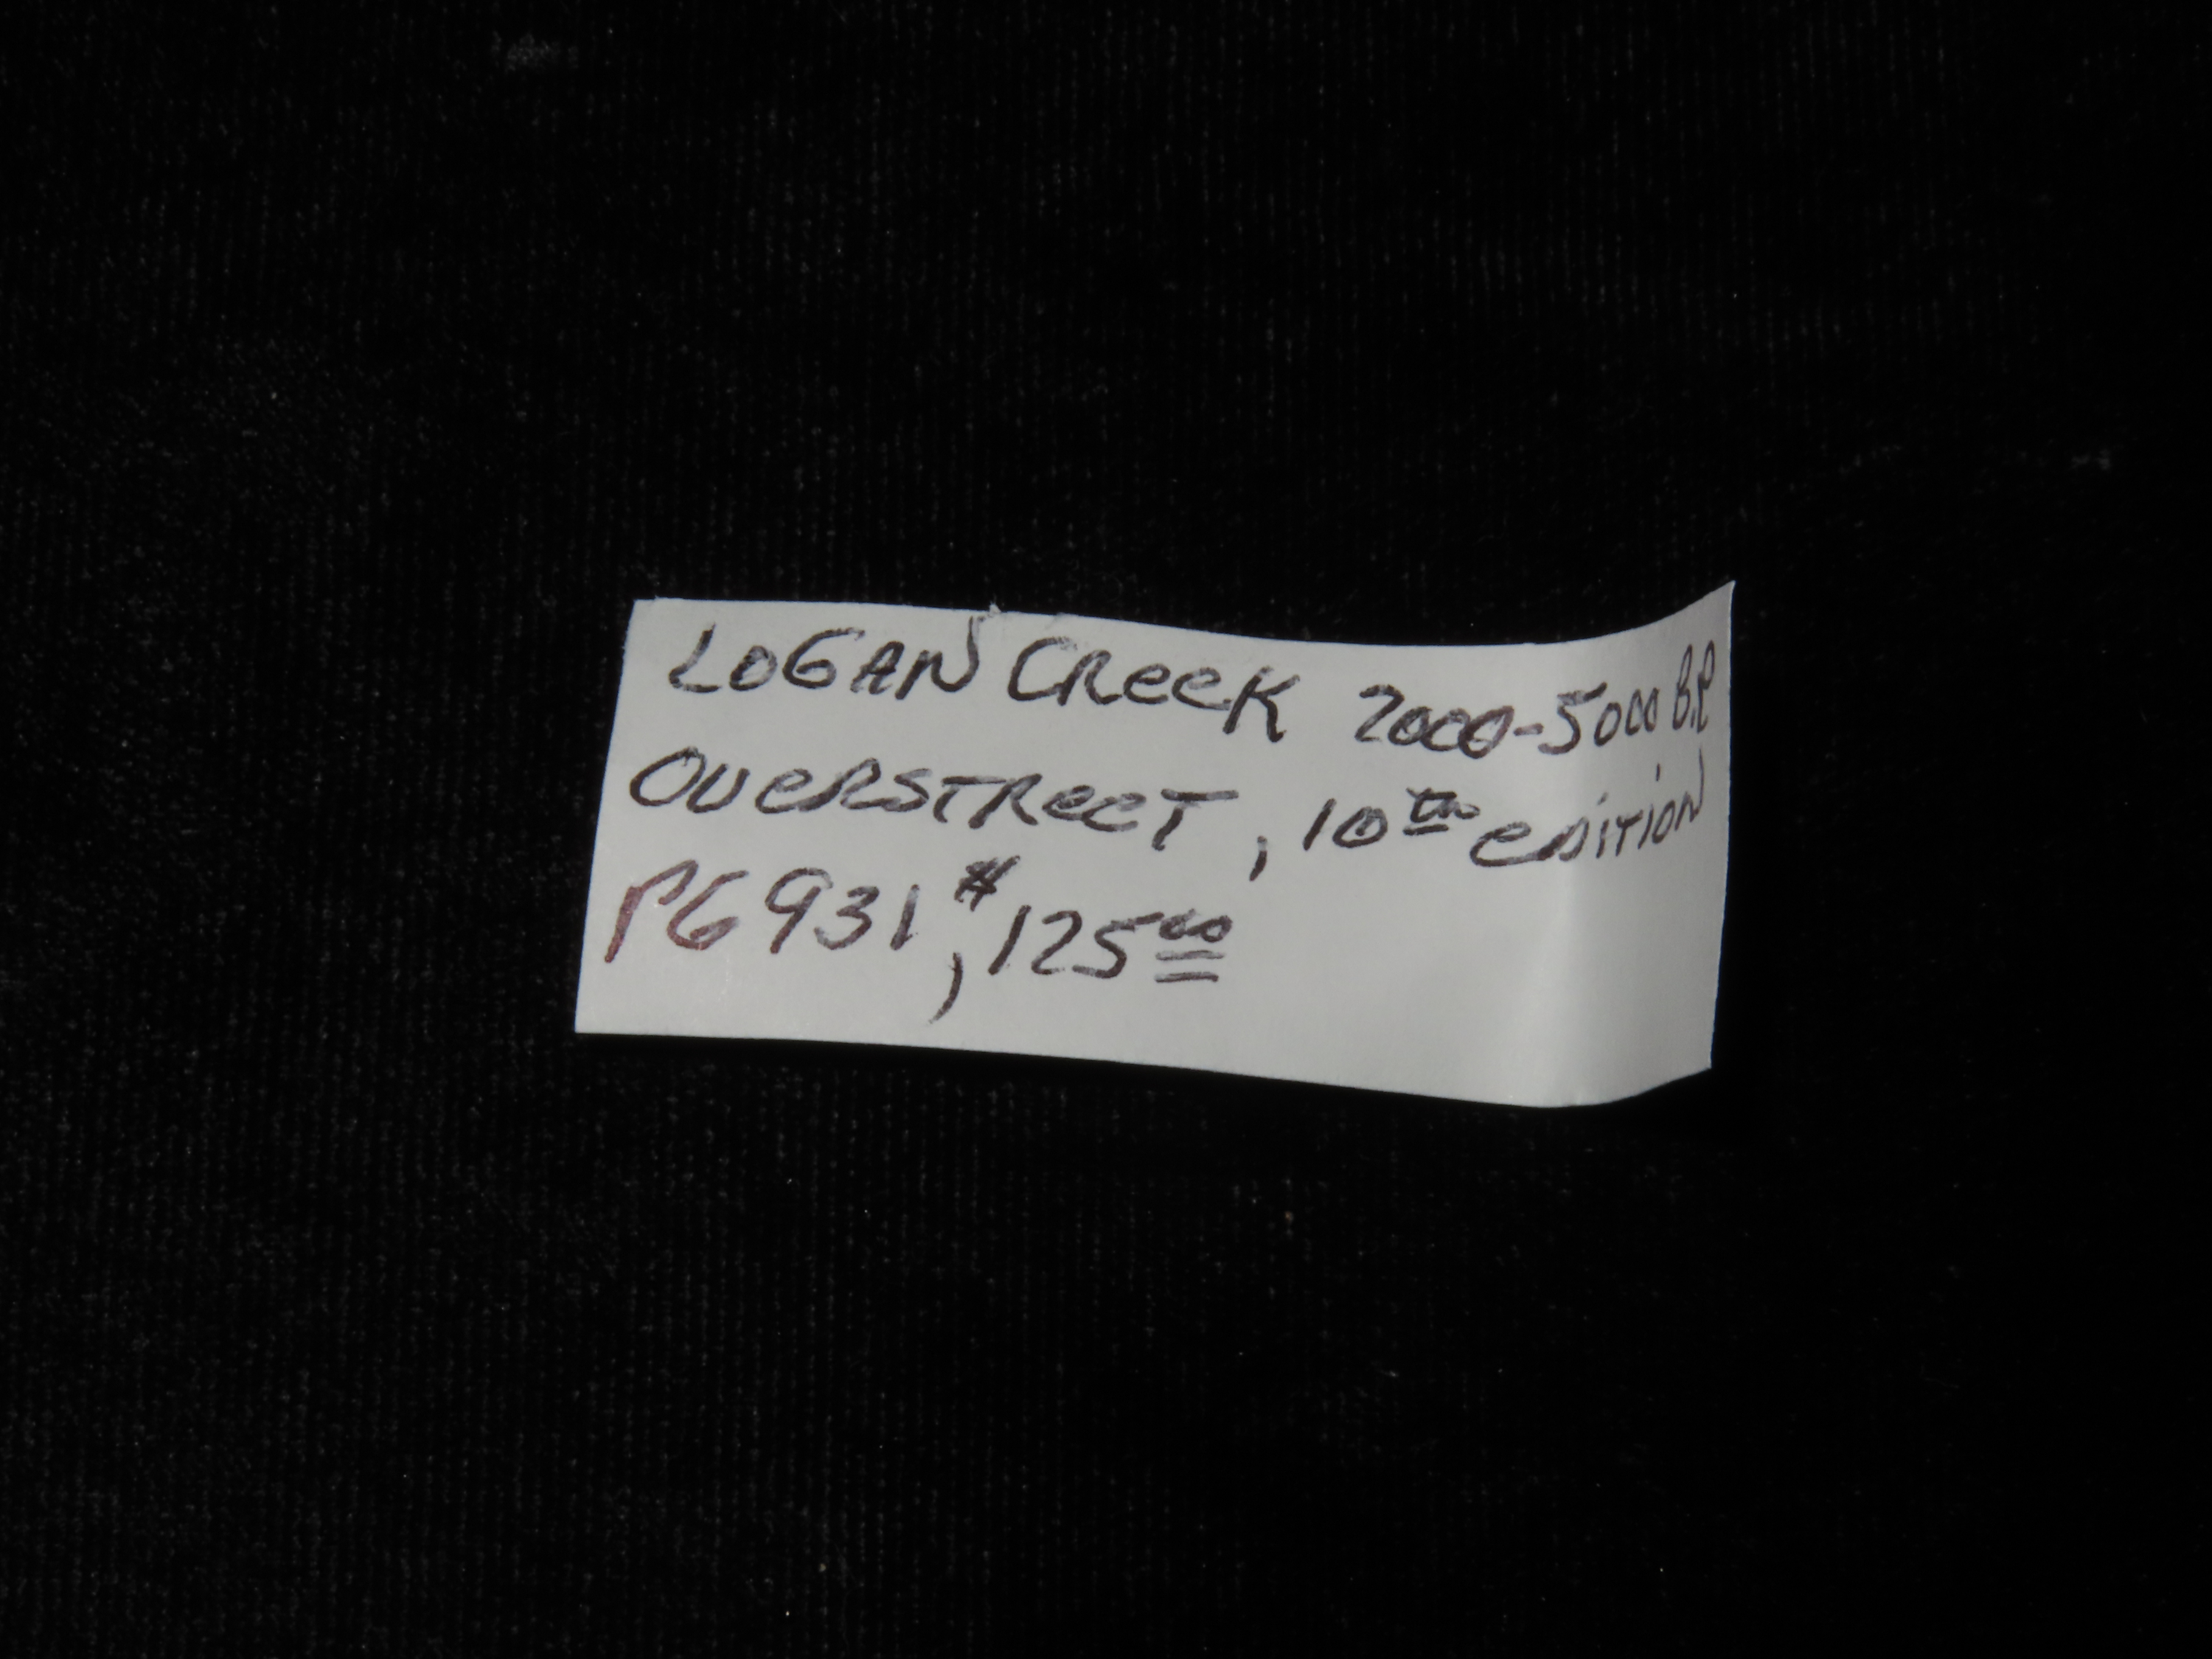 LOGAN CReeK 2000-5000 B.P
OVeRSTReeT, 10th eDiTiON
PG 931, $125.00